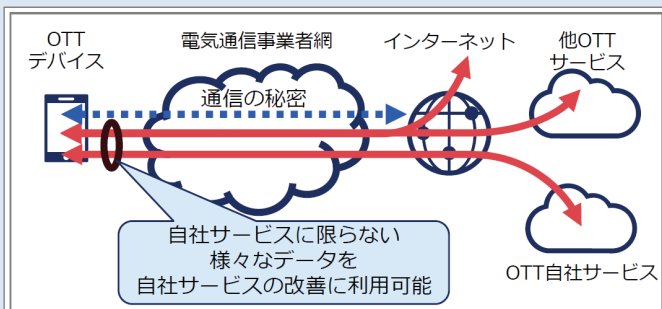 OTT
デバイス
電気通信事業者網
インターネット
他OTT
サービス
通信の秘密
自社サービスに限らない
様々なデータを
自社サービスの改善に利用可能
OTT自社サービス